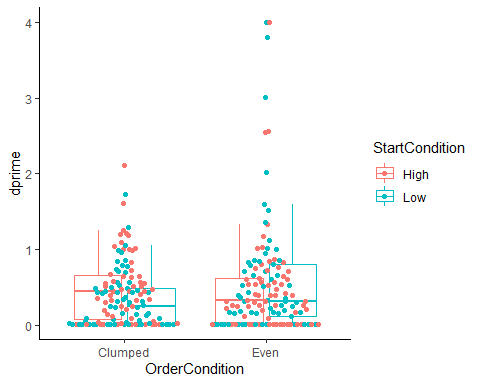 4
3
2
1
0
dprime
Clumped
Even
OrderCondition
StartCondition
High
Low